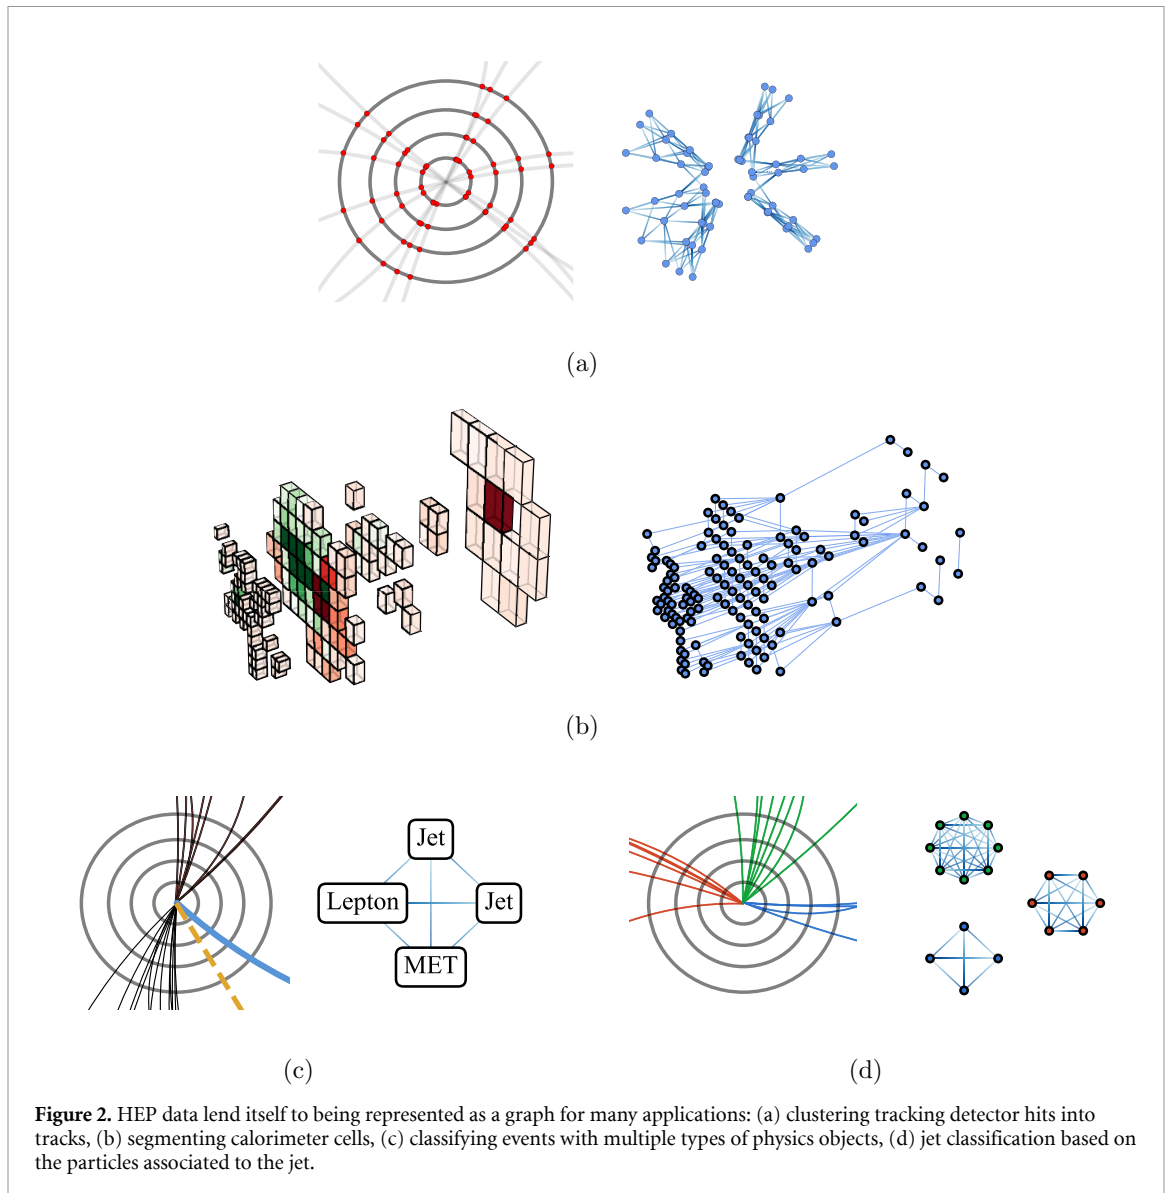 (a)
(b)
Jet
Lepton
Jet
MET
(c)
(d)
Figure 2. HEP data lend itself to being represented as a graph for many applications: (a) clustering tracking detector hits into
tracks, (b) segmenting calorimeter cells, (c) classifying events with multiple types of physics objects, (d) jet classification based on
the particles associated to the jet.